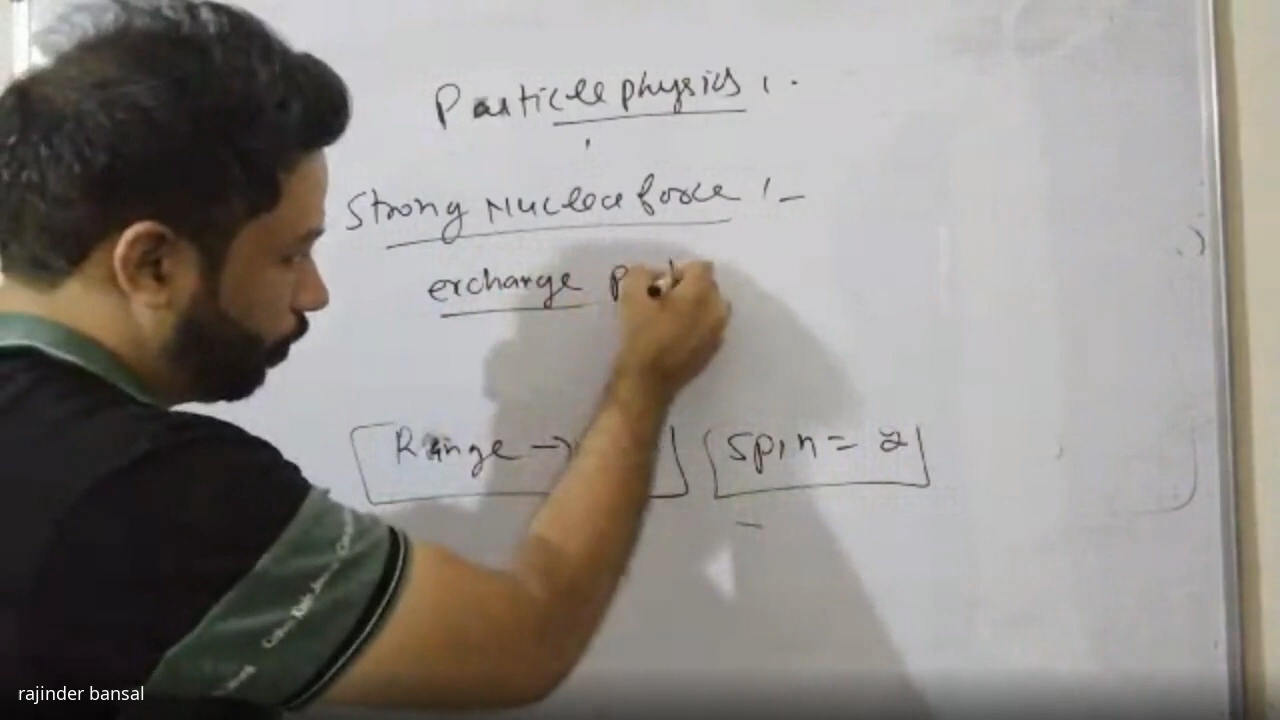 Particle physics :-
Strong Nuclear force :-
exchange P
Range → Spin = 2
rajinder bansal